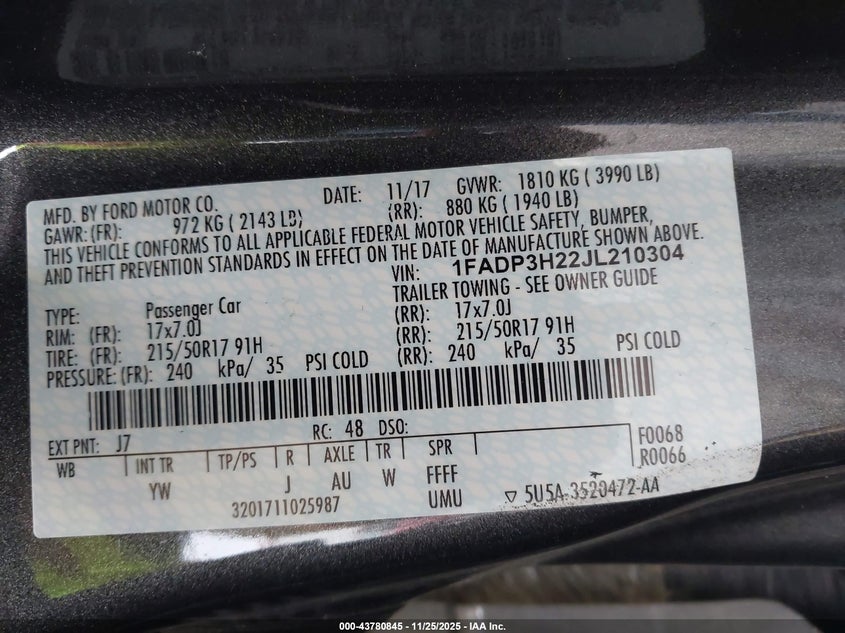 MFD. BY FORD MOTOR CO. DATE: 11/17 GVWR: 1810 KG ( 3990 LB)
GAWR: (FR): 972 KG ( 2143 LB) (RR): 880 KG ( 1940 LB)
THIS VEHICLE CONFORMS TO ALL APPLICABLE FEDERAL MOTOR VEHICLE SAFETY, BUMPER,
AND THEFT PREVENTION STANDARDS IN EFFECT ON THE DATE OF MANUFACTURE SHOWN ABOVE.
VIN: 1FADP3H22JL210304
TYPE: Passenger Car TRAILER TOWING - SEE OWNER GUIDE
RIM: (FR): 17x7.0J (RR): 17x7.0J
TIRE: (FR): 215/50R17 91H (RR): 215/50R17 91H
PRESSURE: (FR): 240 kPa/ 35 PSI COLD (RR): 240 kPa/ 35 PSI COLD
EXT PNT: J7 RC: 48 DSO: F0068
WB INT TR TP/PS R AXLE TR SPR R0066
YW J AU W FFFF
3201711025987 UMU 5U5A-3520472-AA
000-43780845 - 11/25/2025 - IAA Inc.